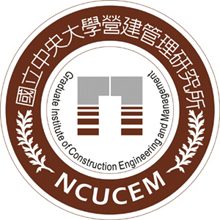 國立中央大學營建管理研究所
Graduate Institute of Construction Engineering and Management
NCUCEM